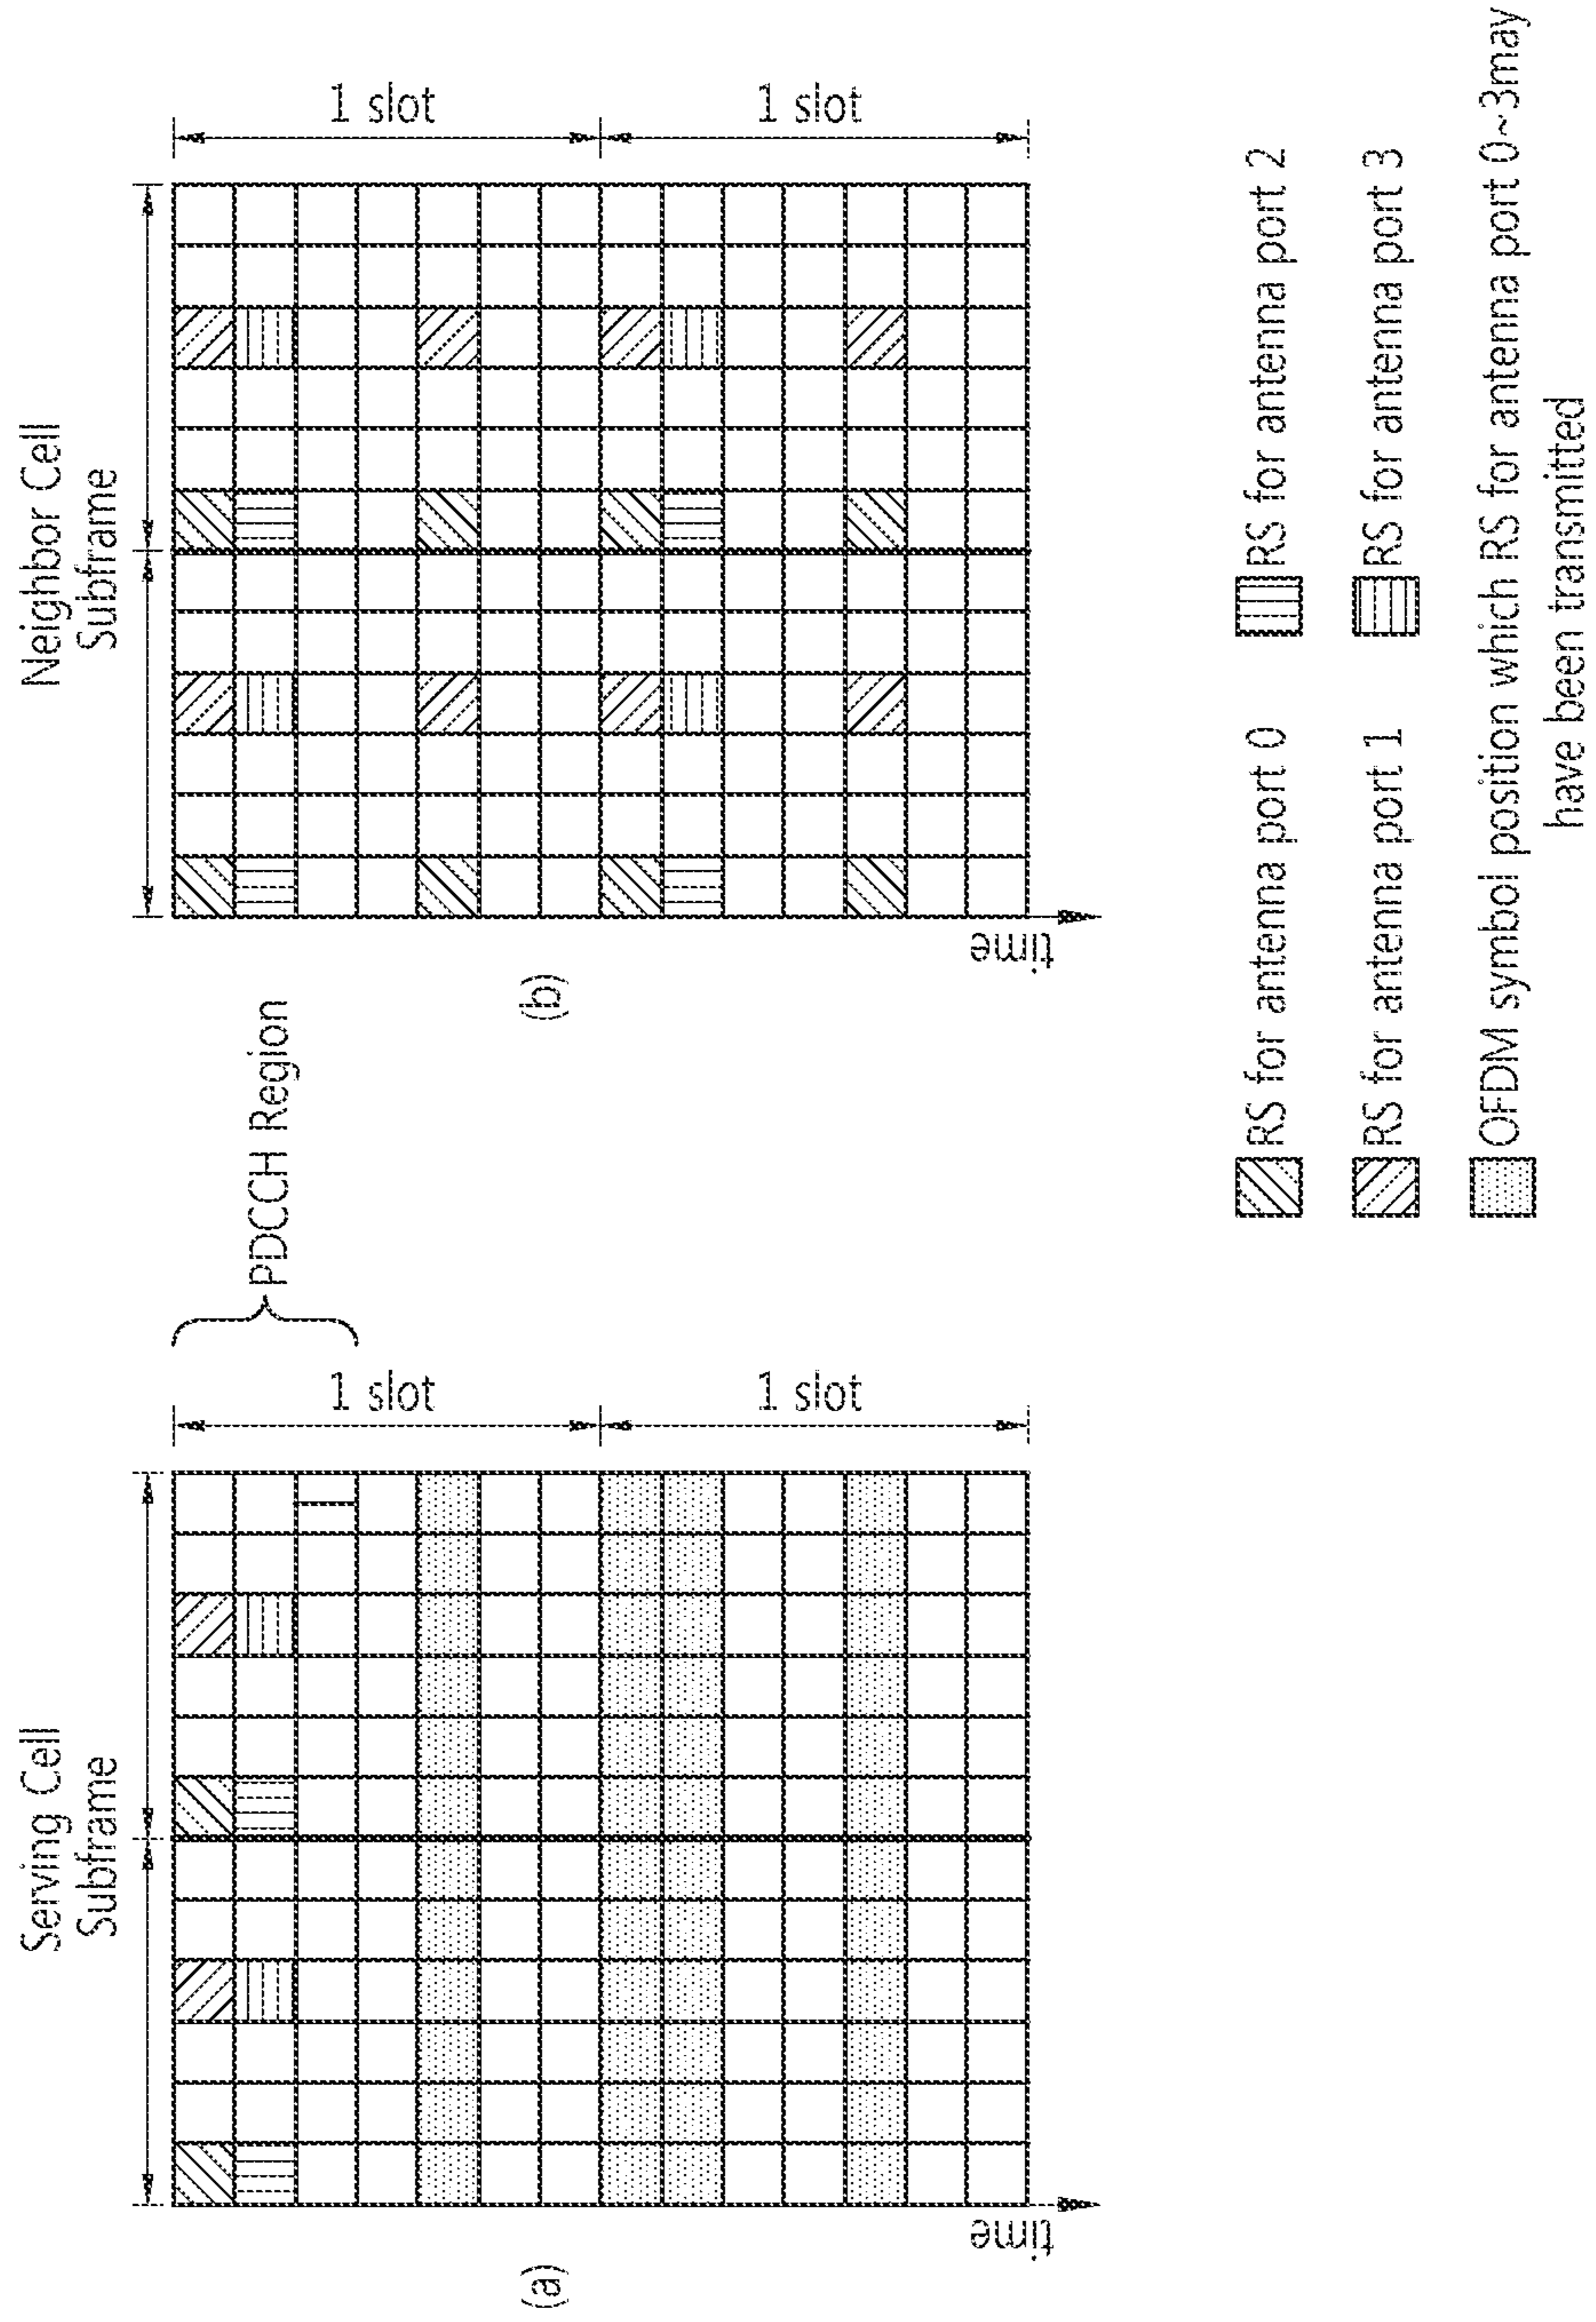 Serving Cell
Subframe
1 slot
1 slot
time
(a)
PDCCH Region
Neighbor Cell
Subframe
1 slot
1 slot
time
(b)
RS for antenna port 0
RS for antenna port 2
RS for antenna port 1
RS for antenna port 3
OFDM symbol position which RS for antenna port 0~3may
have been transmitted